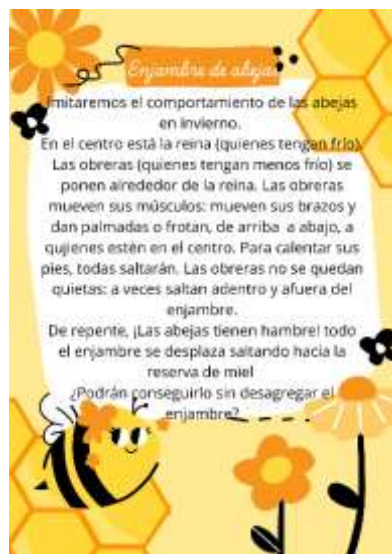 Enjambre de abejas
Imitaremos el comportamiento de las abejas
en invierno.
En el centro está la reina (quienes tengan frío).
Las obreras (quienes tengan menos frío) se
ponen alrededor de la reina. Las obreras
mueven sus músculos: mueven sus brazos y
dan palmadas o frotan, de arriba a abajo, a
qujienes estén en el centro. Para calentar sus
pies, todas saltarán. Las obreras no se quedan
quietas: a veces saltan adentro y afuera del
enjambre.
De repente, ¡Las abejas tienen hambre! todo
el enjambre se desplaza saltando hacia la
reserva de miel
¿Podrán conseguirlo sin desagregar el
enjambre?